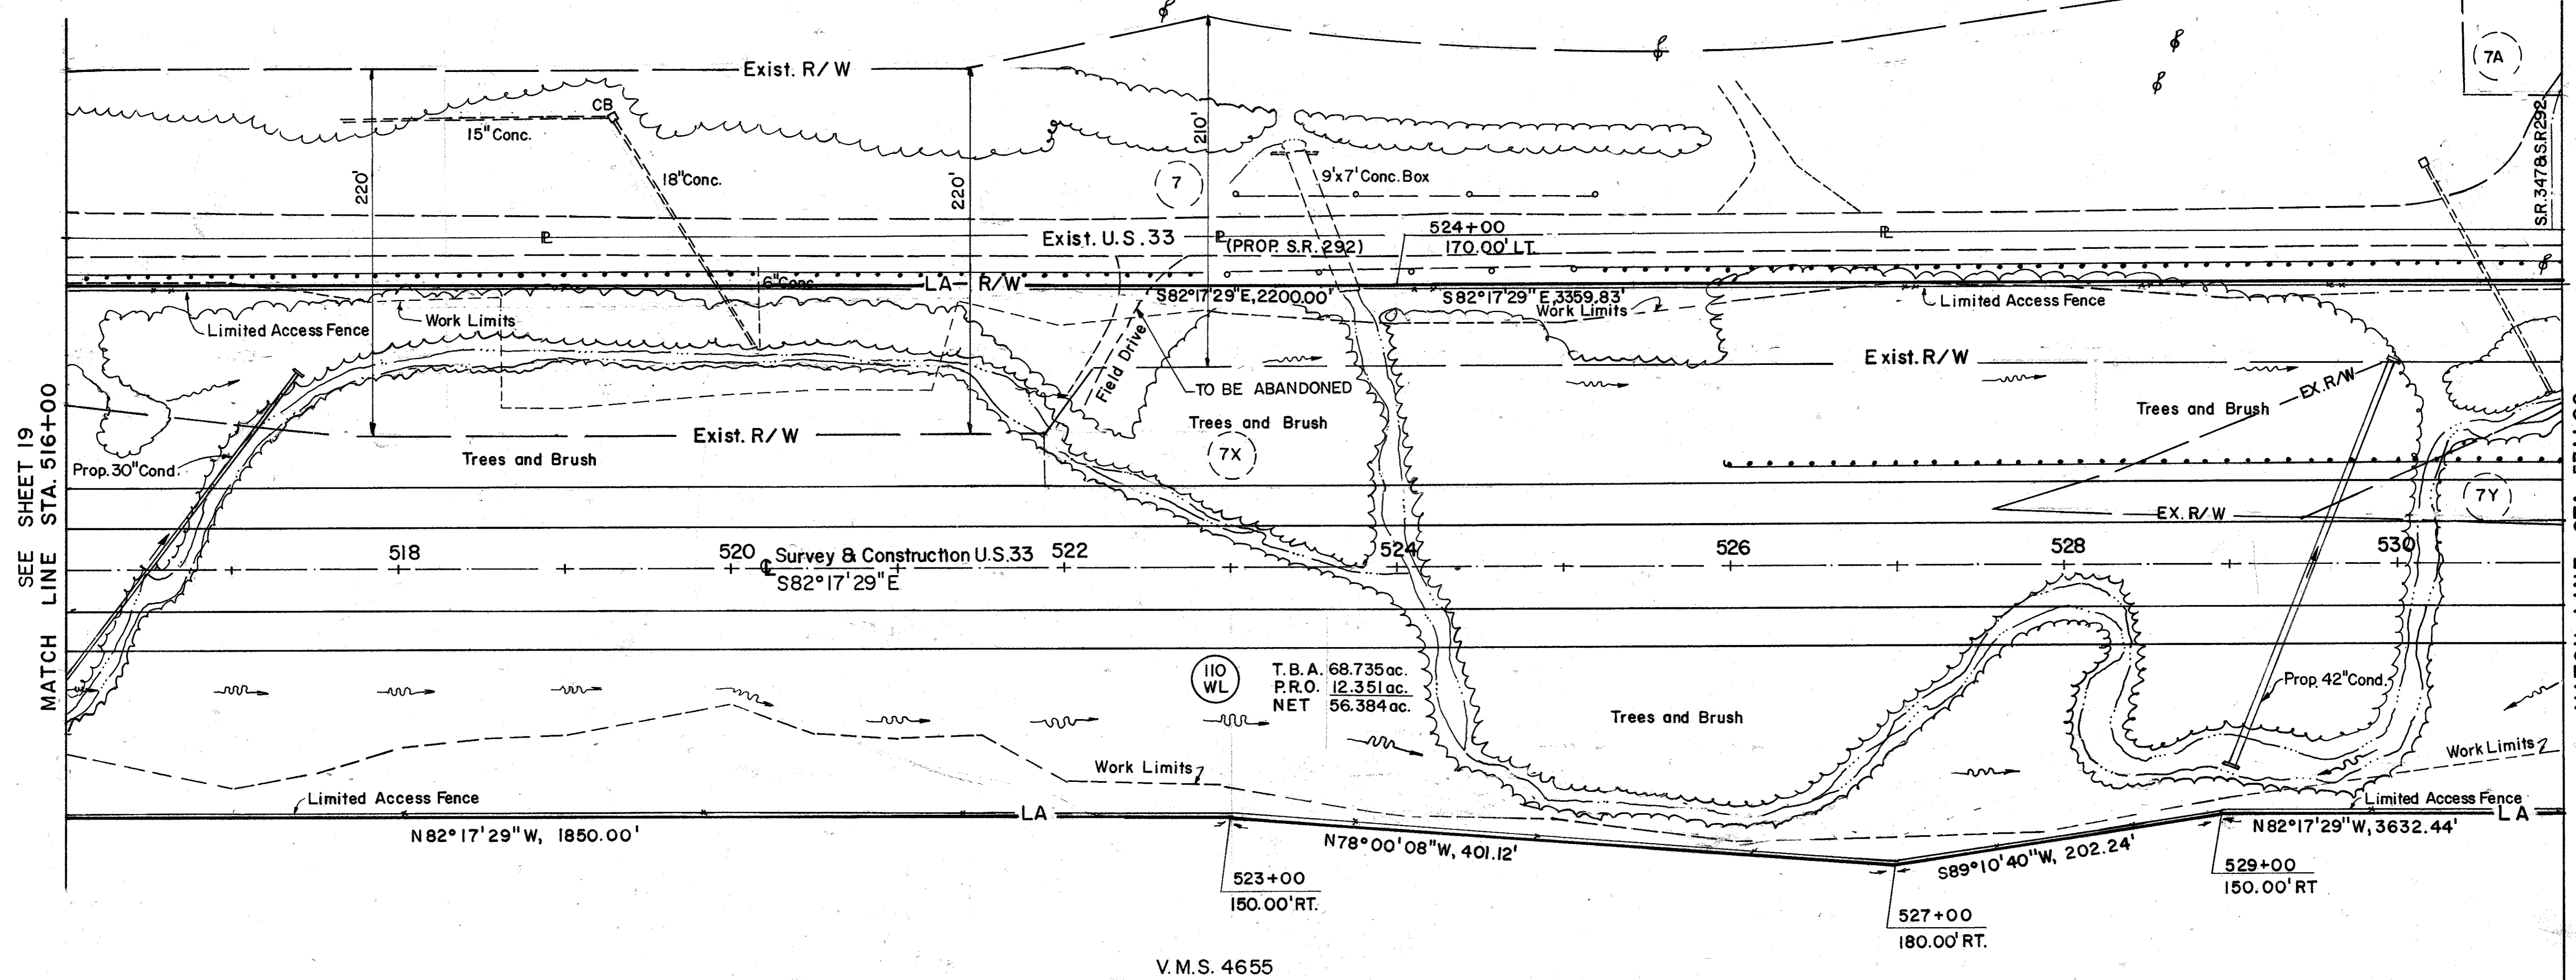 7A
Exist. R/W
CB
15" Conc.
210'
S.R. 347 & S.R. 292
220'
18" Conc.
220'
7
9'x7' Conc. Box
Exist. U.S. 33
(PROP. S.R. 292)
524+00
170.00' LT.
6" Conc.
LA R/W
S82°17'29"E, 2200.00'
S82°17'29"E, 3359.83'
Limited Access Fence
Work Limits
Work Limits
Limited Access Fence
Field Drive
TO BE ABANDONED
Exist. R/W
EX. R/W
Trees and Brush
Trees and Brush
Exist. R/W
Trees and Brush
7X
Prop. 30" Cond.
SEE SHEET 19
MATCH LINE STA. 516+00
7Y
EX. R/W
518
520
℄ Survey & Construction U.S. 33
522
524
526
528
530
S82°17'29"E
110
WL
T.B.A. 68.735 ac.
P.R.O. 12.351 ac.
NET 56.384 ac.
Prop. 42" Cond.
Trees and Brush
Work Limits
Work Limits
Limited Access Fence
Limited Access Fence
LA
LA
N82°17'29"W, 1850.00'
N78°00'08"W, 401.12'
S89°10'40"W, 202.24'
N82°17'29"W, 3632.44'
523+00
150.00' RT.
529+00
150.00' RT
527+00
180.00' RT.
V.M.S. 4655